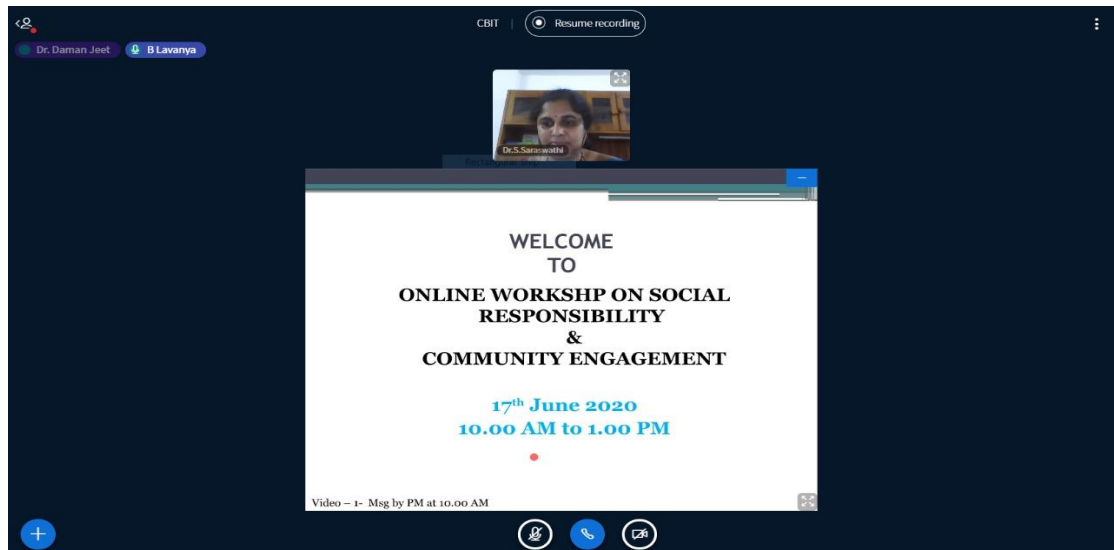 CBIT | Resume recording
Dr. Daman Jeet B Lavanya
Dr.S.Saraswathi
WELCOME
TO
ONLINE WORKSHP ON SOCIAL
RESPONSIBILITY
&
COMMUNITY ENGAGEMENT
17th June 2020
10.00 AM to 1.00 PM
Video – 1- Msg by PM at 10.00 AM